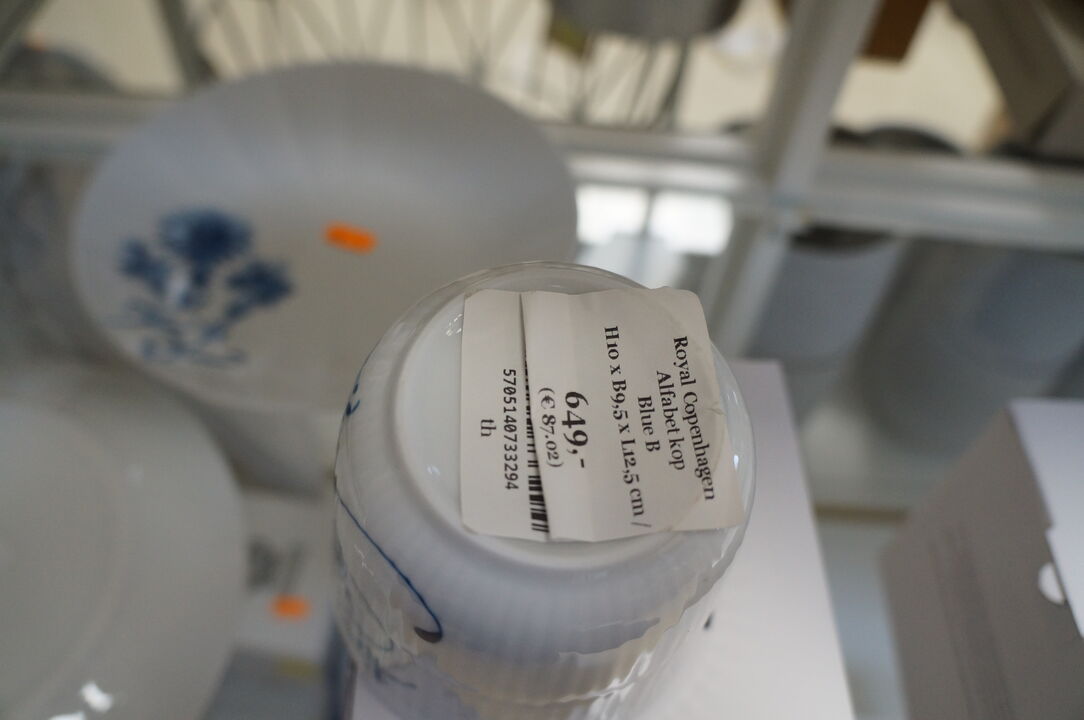 Royal Copenhagen
Alfabet kop
Blue B
H10 x B9,5 x L12,5 cm /
649,-
(€ 87.02)
5705140733294
th